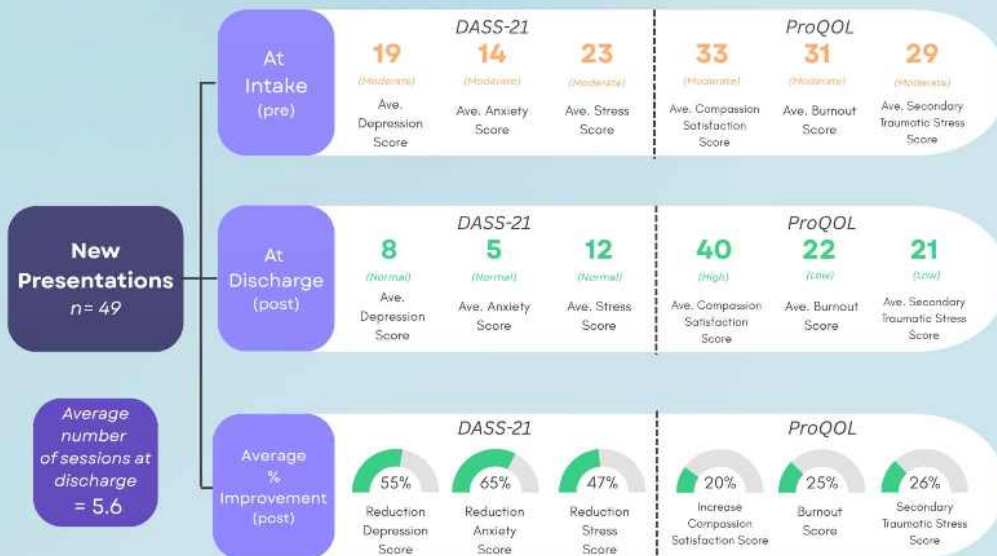 New
Presentations
n= 49
Average
number
of sessions at
discharge
= 5.6
At
Intake
(pre)
DASS-21
19
(Moderate)
Ave.
Depression
Score
14
(Moderate)
Ave. Anxiety
Score
23
(Moderate)
Ave. Stress
Score
ProQOL
33
(Moderate)
Ave. Compassion
Satisfaction
Score
31
(Moderate)
Ave. Burnout
Score
29
(Moderate)
Ave. Secondary
Traumatic Stress
Score
At
Discharge
(post)
DASS-21
8
(Normal)
Ave.
Depression
Score
5
(Normal)
Ave. Anxiety
Score
12
(Normal)
Ave. Stress
Score
ProQOL
40
(High)
Ave. Compassion
Satisfaction
Score
22
(Low)
Ave. Burnout
Score
21
(Low)
Ave. Secondary
Traumatic Stress
Score
Average
%
Improvement
(post)
DASS-21
55%
Reduction
Depression
Score
65%
Reduction
Anxiety
Score
47%
Reduction
Stress
Score
ProQOL
20%
Increase
Compassion
Satisfaction Score
25%
Burnout
Score
26%
Secondary
Traumatic Stress
Score